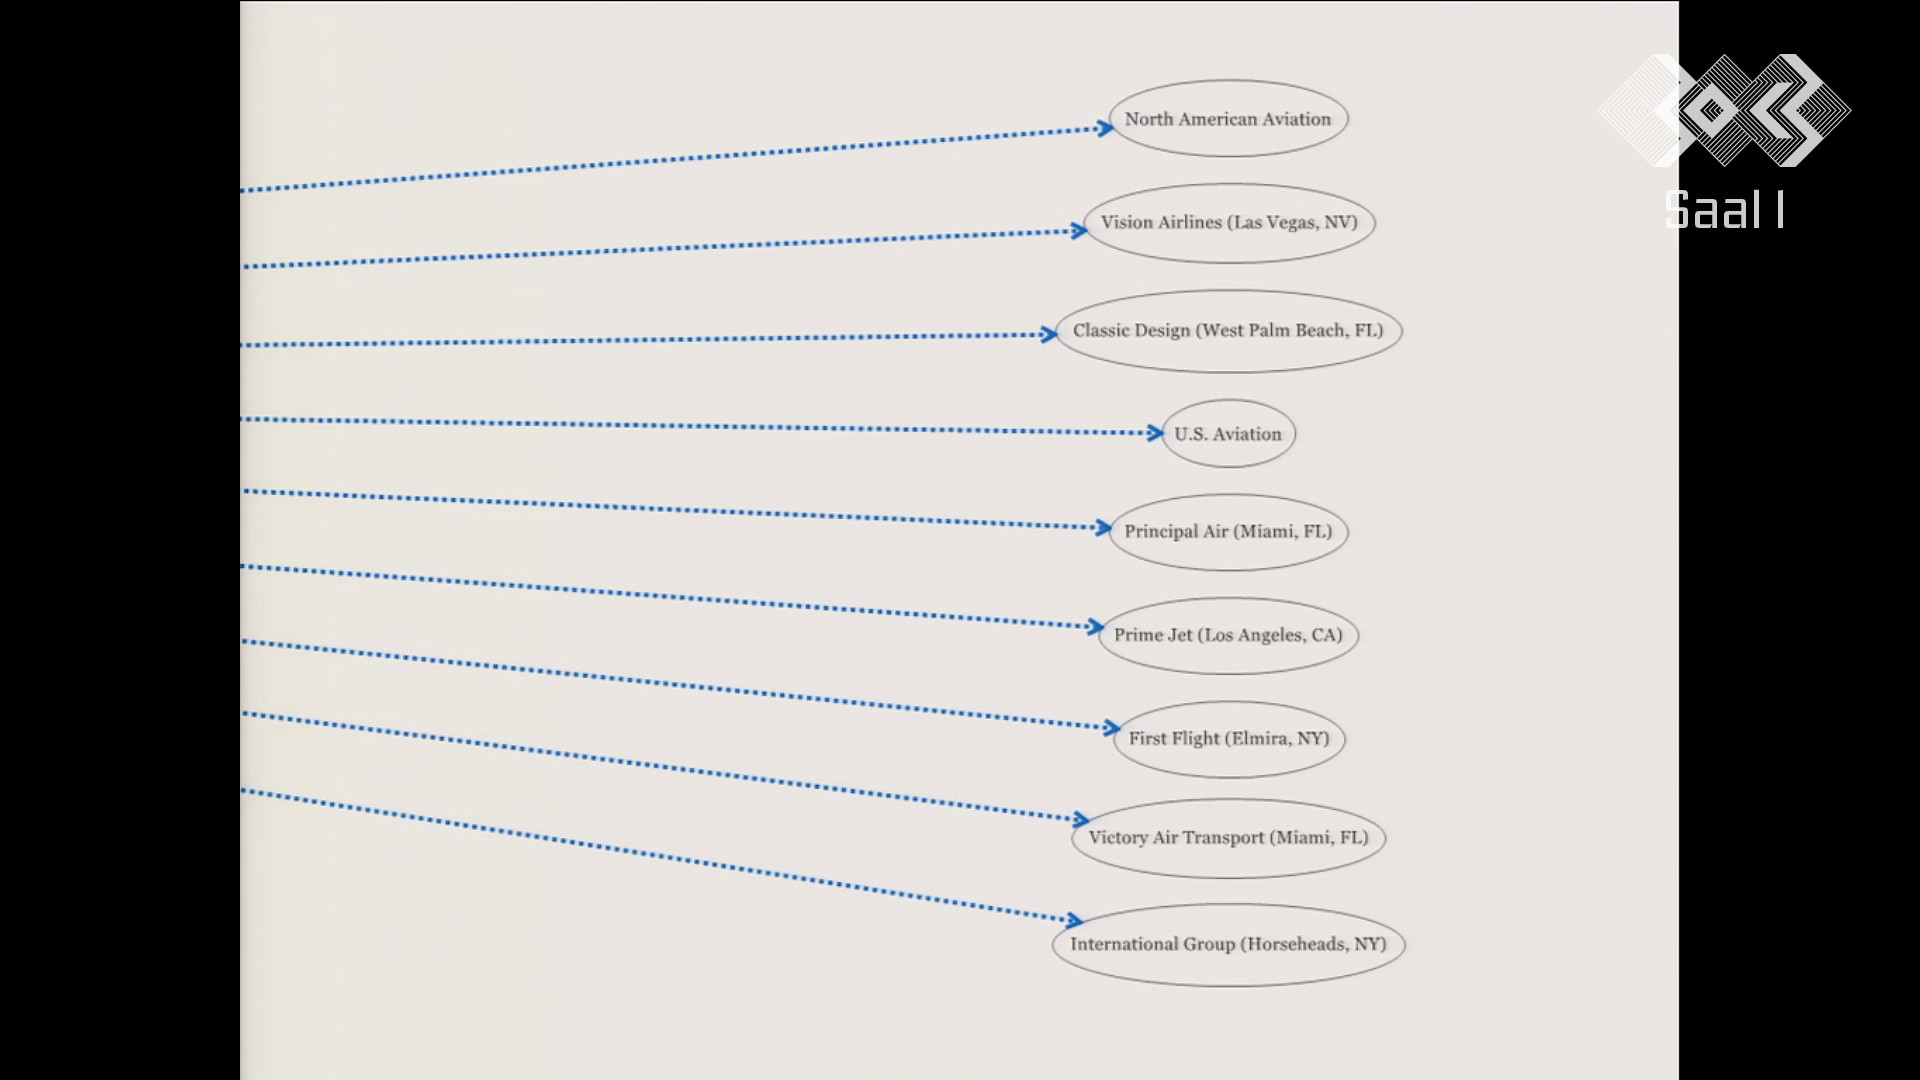 North American Aviation
Vision Airlines (Las Vegas, NV)
Classic Design (West Palm Beach, FL)
U.S. Aviation
Principal Air (Miami, FL)
Prime Jet (Los Angeles, CA)
First Flight (Elmira, NY)
Victory Air Transport (Miami, FL)
International Group (Horseheads, NY)
Saal 1